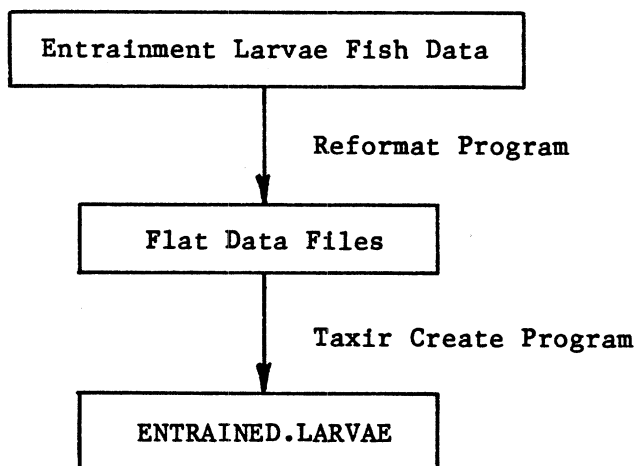 Entrainment Larvae Fish Data
Reformat Program
Flat Data Files
Taxir Create Program
ENTRAINED.LARVAE